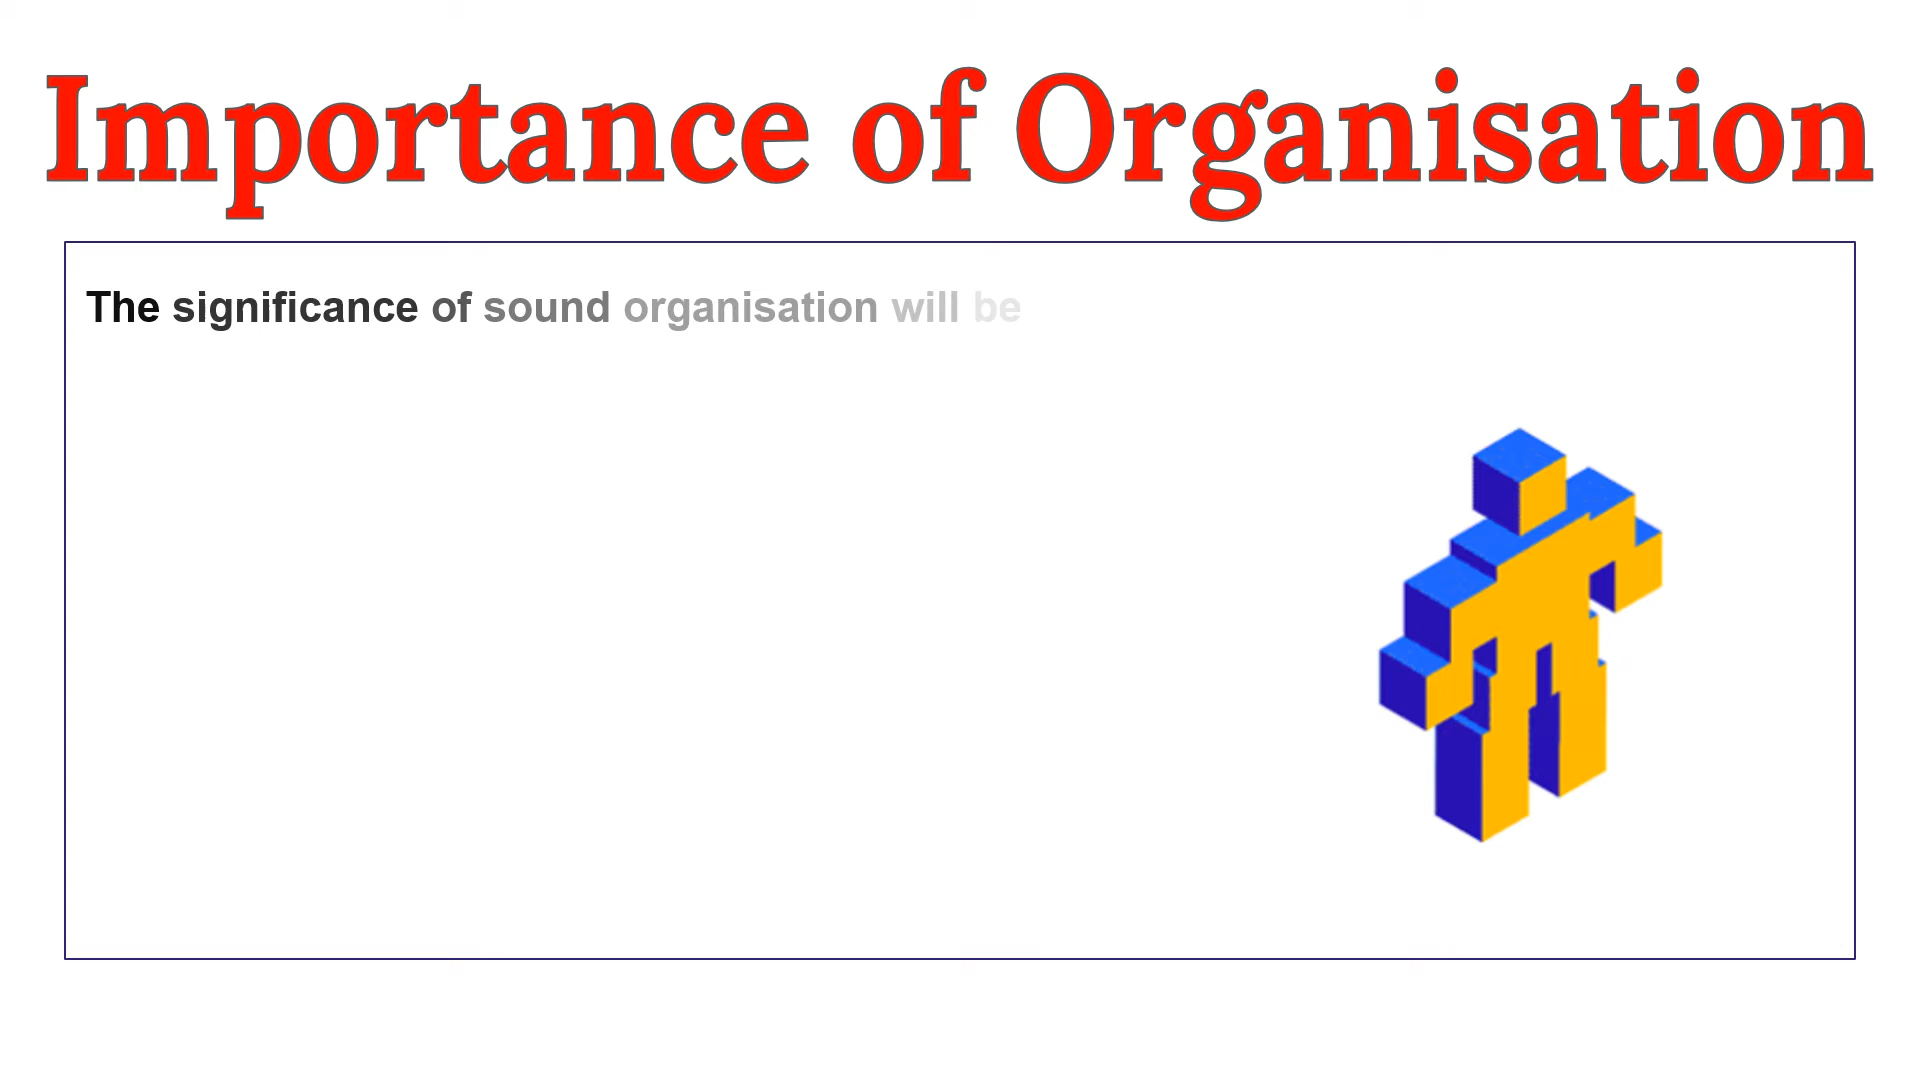 Importance of Organisation
The significance of sound organisation will be